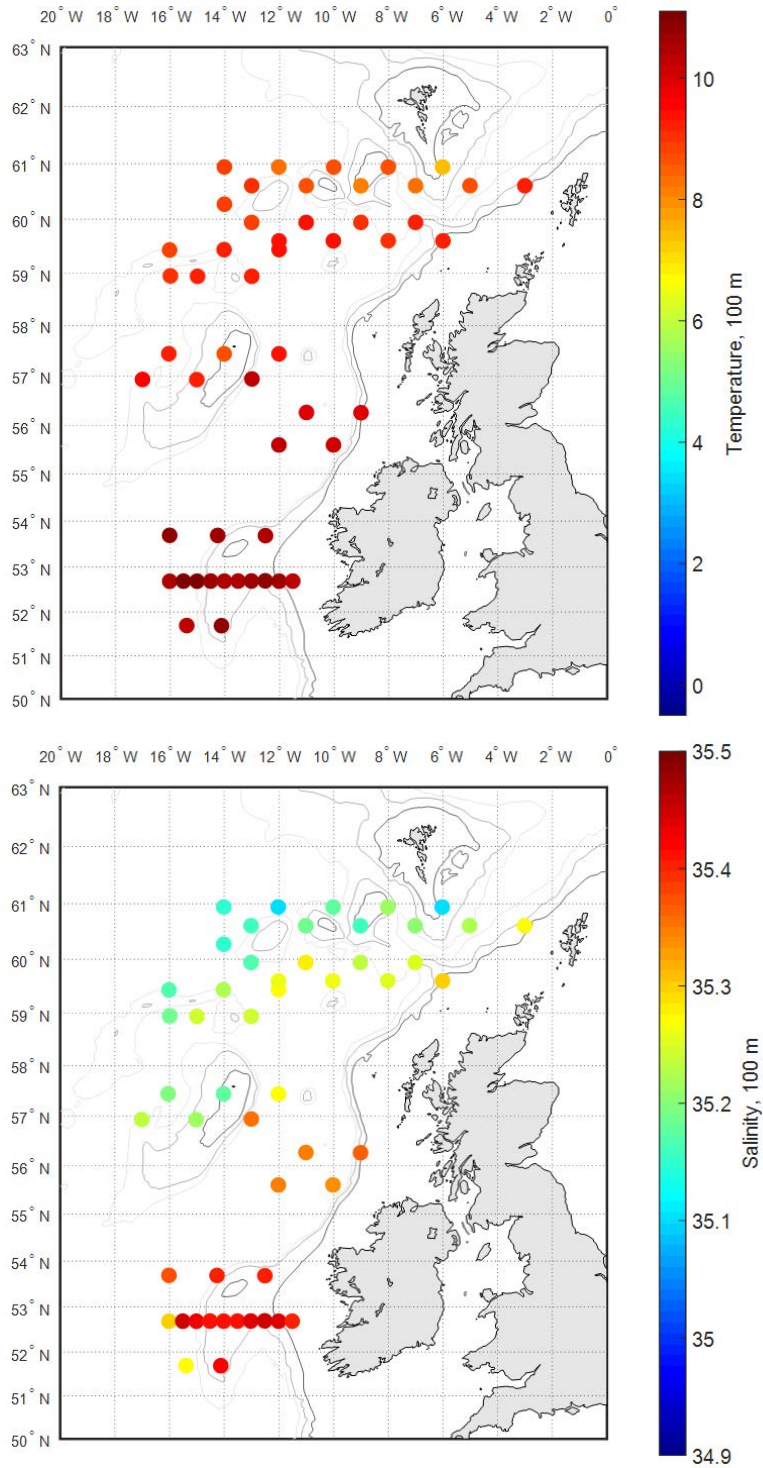 20° W 18° W 16° W 14° W 12° W 10° W 8° W 6° W 4° W 2° W 0°
63° N
62° N
61° N
60° N
59° N
58° N
57° N
56° N
55° N
54° N
53° N
52° N
51° N
50° N
10
8
6
4
2
0
Temperature, 100 m
20° W 18° W 16° W 14° W 12° W 10° W 8° W 6° W 4° W 2° W 0°
63° N
62° N
61° N
60° N
59° N
58° N
57° N
56° N
55° N
54° N
53° N
52° N
51° N
50° N
35.5
35.4
35.3
35.2
35.1
35
34.9
Salinity, 100 m